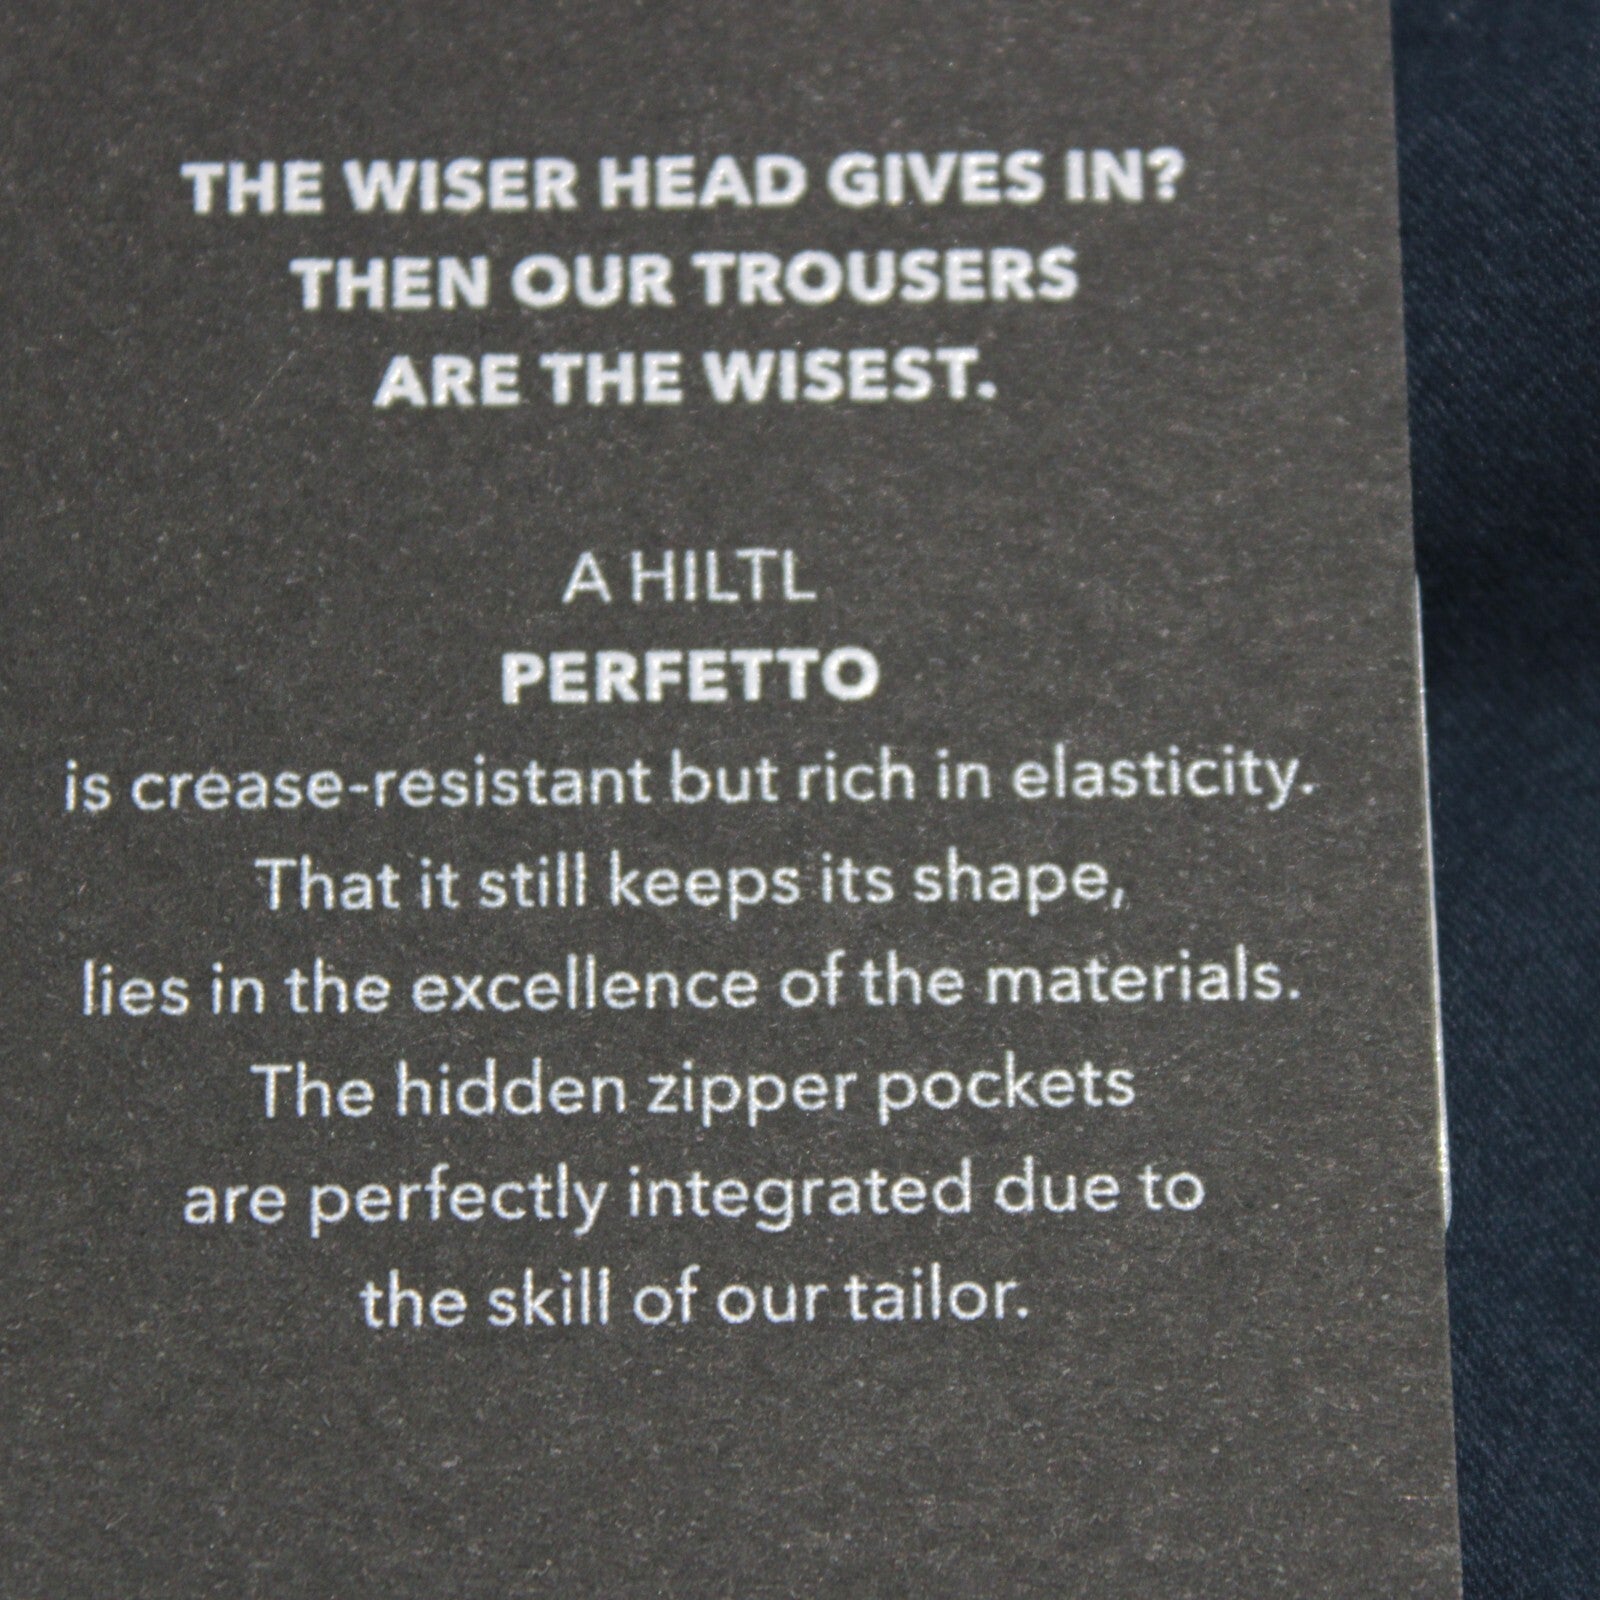 THE WISER HEAD GIVES IN?
THEN OUR TROUSERS
ARE THE WISEST.
A HILTL
PERFETTO
is crease-resistant but rich in elasticity.
That it still keeps its shape,
lies in the excellence of the materials.
The hidden zipper pockets
are perfectly integrated due to
the skill of our tailor.